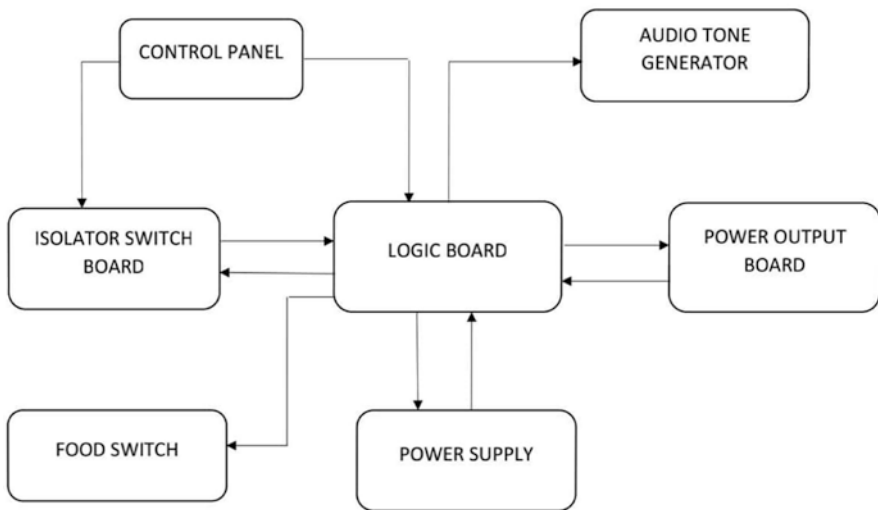 CONTROL PANEL
AUDIO TONE
GENERATOR
ISOLATOR SWITCH
BOARD
LOGIC BOARD
POWER OUTPUT
BOARD
FOOD SWITCH
POWER SUPPLY